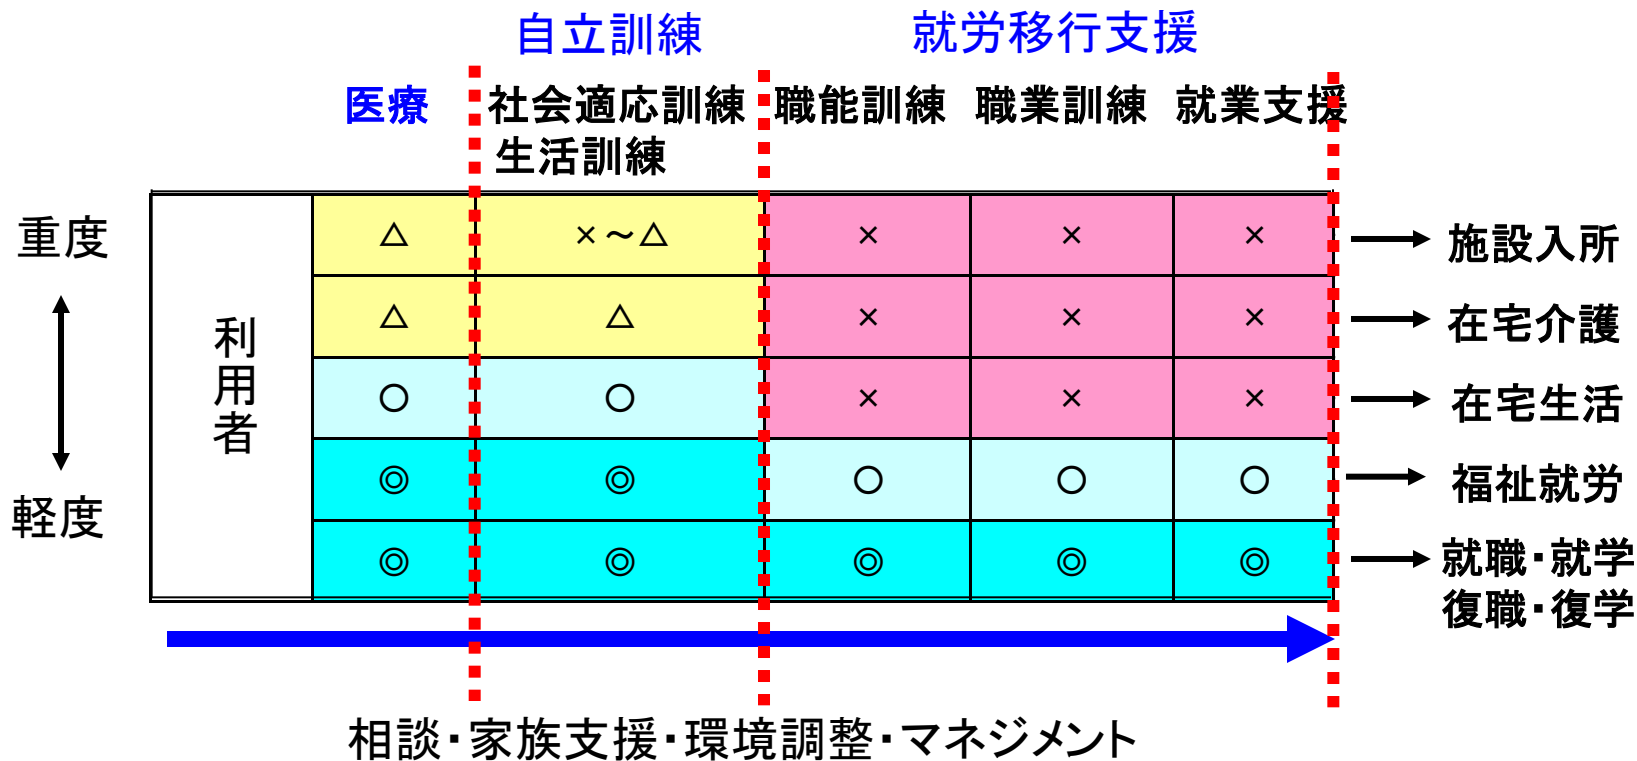 自立訓練 就労移行支援
医療 社会適応訓練 職能訓練 職業訓練 就業支援
生活訓練
重度 △ ×～△ × × × 施設入所
利用者 △ △ × × × 在宅介護
○ ○ × × × 在宅生活
軽度 ◎ ◎ ○ ○ ○ 福祉就労
◎ ◎ ◎ ◎ ◎ 就職・就学
復職・復学
相談・家族支援・環境調整・マネジメント